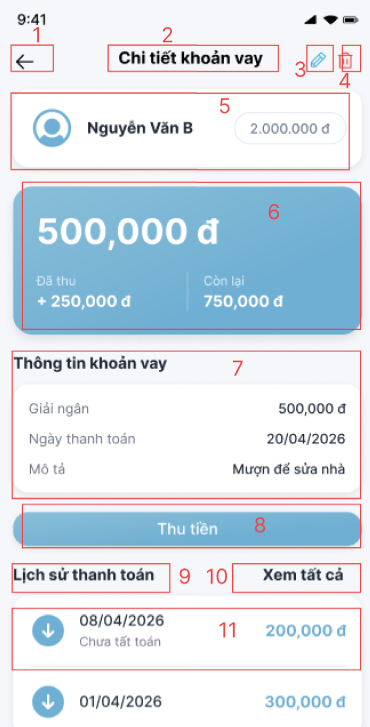 9:41
1
2
Chi tiết khoản vay
3
4
5
Nguyễn Văn B
2.000.000 đ
6
500,000 đ
Đã thu
Còn lại
+ 250,000 đ
750,000 đ
Thông tin khoản vay
7
Giải ngân
500,000 đ
Ngày thanh toán
20/04/2026
Mô tả
Mượn để sửa nhà
Thu tiền
8
Lịch sử thanh toán
9
10
Xem tất cả
08/04/2026
Chưa tất toán
11
200,000 đ
01/04/2026
300,000 đ